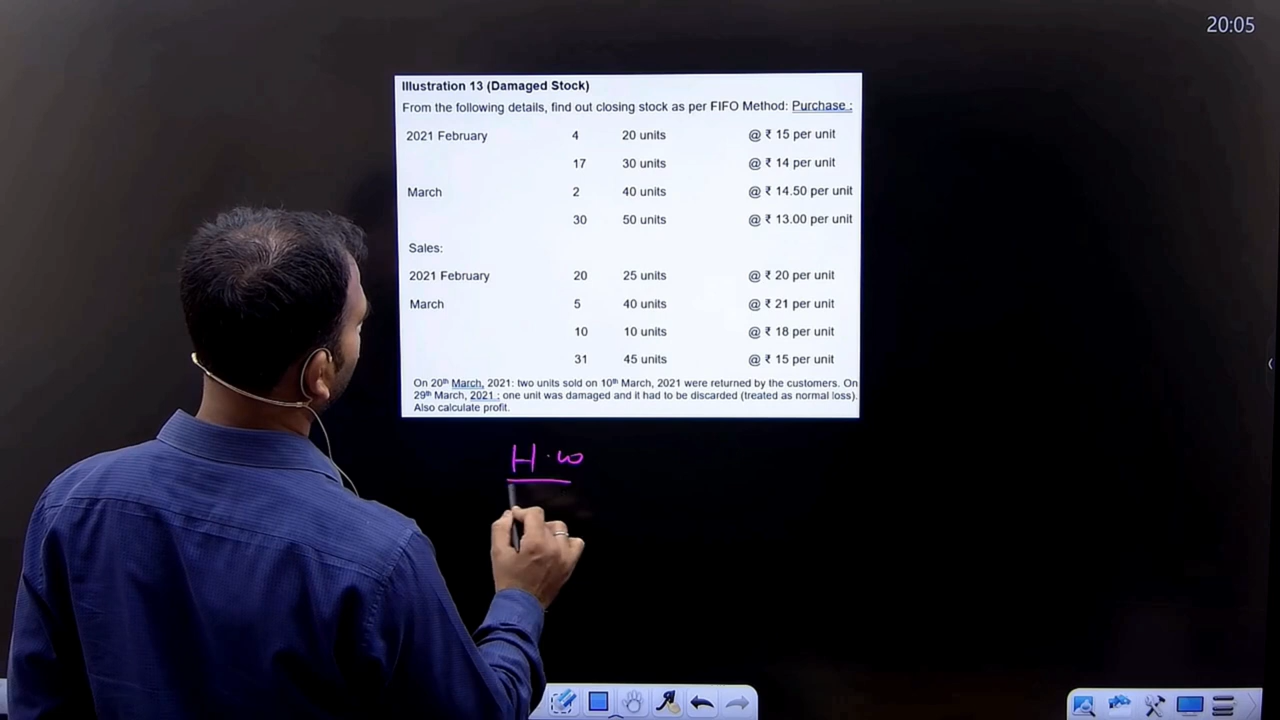 20:05
Illustration 13 (Damaged Stock)
From the following details, find out closing stock as per FIFO Method: Purchase :
2021 February 4 20 units @ ₹ 15 per unit
17 30 units @ ₹ 14 per unit
March 2 40 units @ ₹ 14.50 per unit
30 50 units @ ₹ 13.00 per unit
Sales:
2021 February 20 25 units @ ₹ 20 per unit
March 5 40 units @ ₹ 21 per unit
10 10 units @ ₹ 18 per unit
31 45 units @ ₹ 15 per unit
On 20th March, 2021: two units sold on 10th March, 2021 were returned by the customers. On
29th March, 2021 ; one unit was damaged and it had to be discarded (treated as normal loss).
Also calculate profit.
H.w